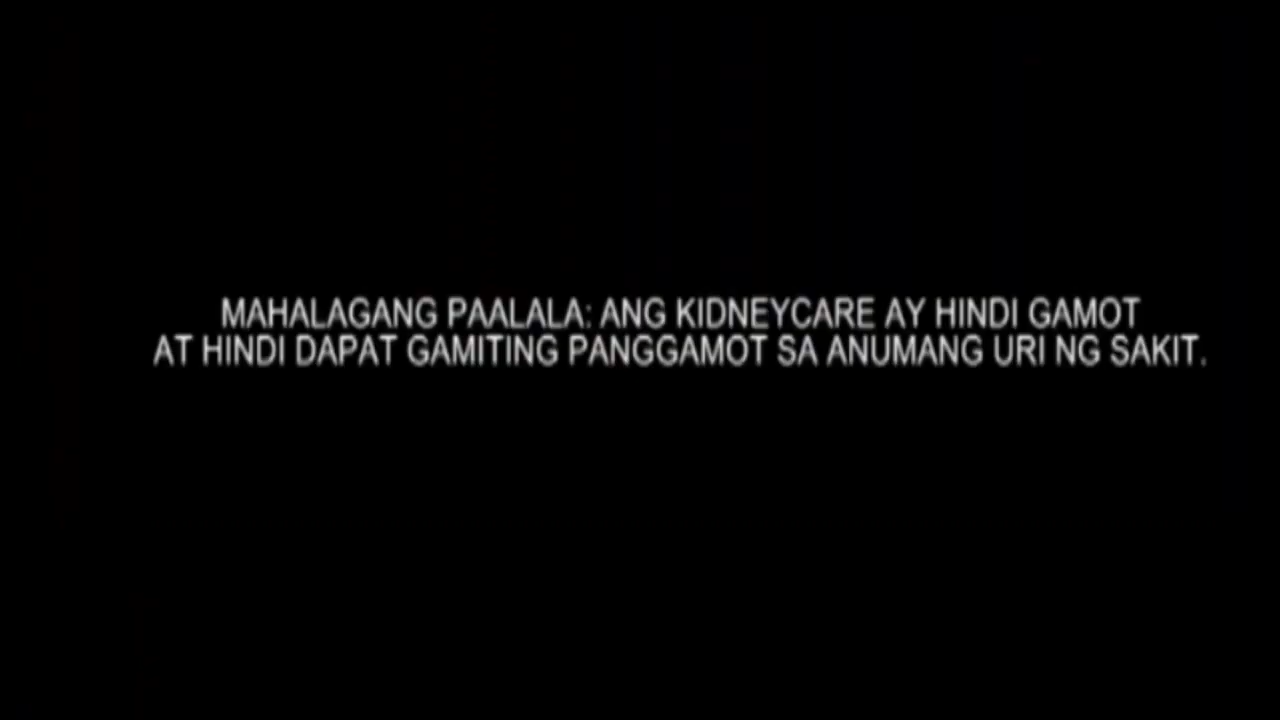 MAHALAGANG PAALALA: ANG KIDNEYCARE AY HINDI GAMOT
AT HINDI DAPAT GAMITING PANGGAMOT SA ANUMANG URI NG SAKIT.